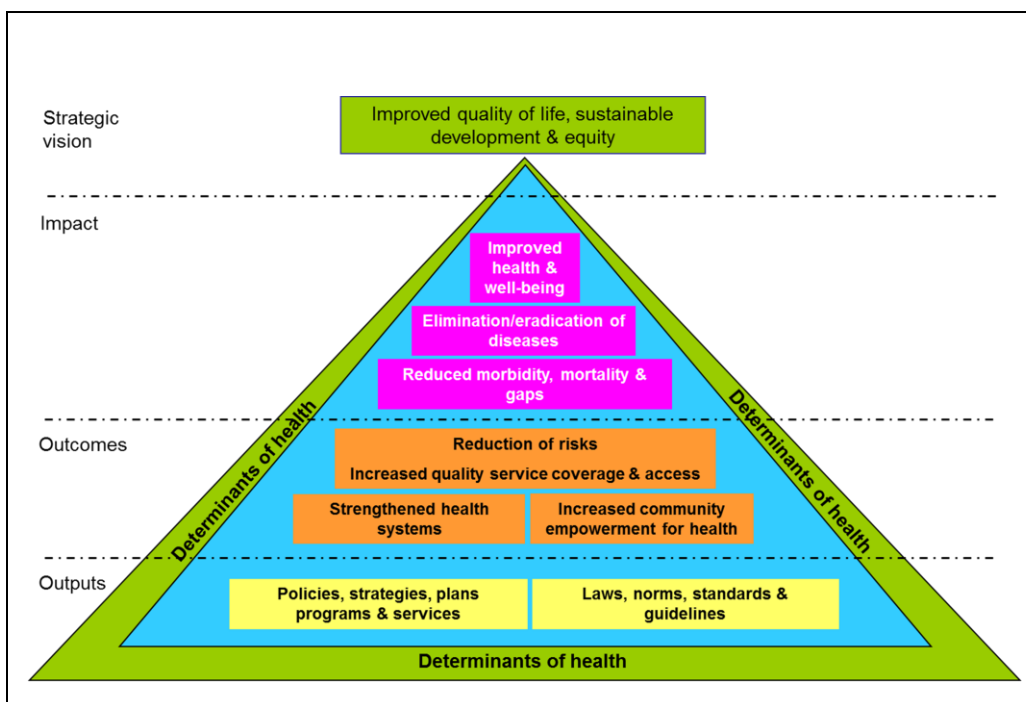 Strategic
vision
Improved quality of life, sustainable
development & equity
Impact
Improved
health &
well-being
Elimination/eradication of
diseases
Reduced morbidity, mortality &
gaps
Determinants of health
Determinants of health
Outcomes
Reduction of risks
Increased quality service coverage & access
Strengthened health
systems
Increased community
empowerment for health
Outputs
Policies, strategies, plans
programs & services
Laws, norms, standards &
guidelines
Determinants of health